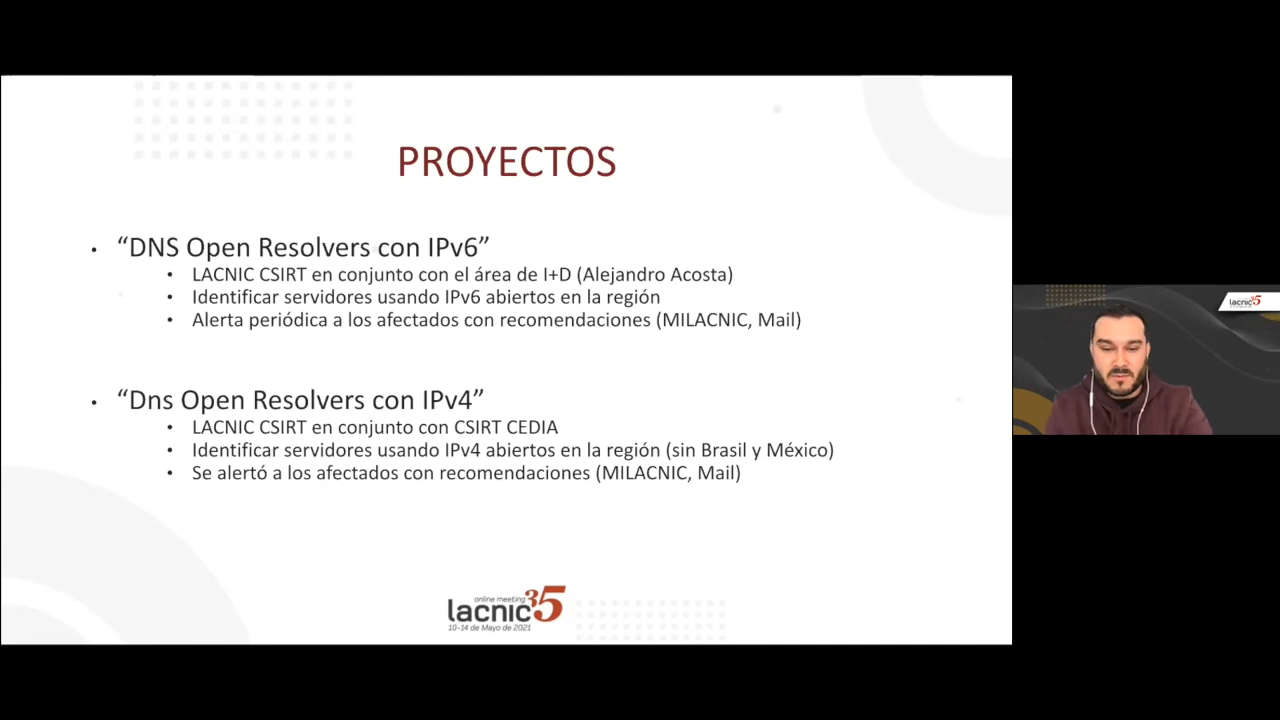 PROYECTOS
• “DNS Open Resolvers con IPv6”
• LACNIC CSIRT en conjunto con el área de I+D (Alejandro Acosta)
• Identificar servidores usando IPv6 abiertos en la región
• Alerta periódica a los afectados con recomendaciones (MILACNIC, Mail)
• “Dns Open Resolvers con IPv4”
• LACNIC CSIRT en conjunto con CSIRT CEDIA
• Identificar servidores usando IPv4 abiertos en la región (sin Brasil y México)
• Se alertó a los afectados con recomendaciones (MILACNIC, Mail)
online meeting
lacnic35
10-14 de Mayo de 2021
lacnic35